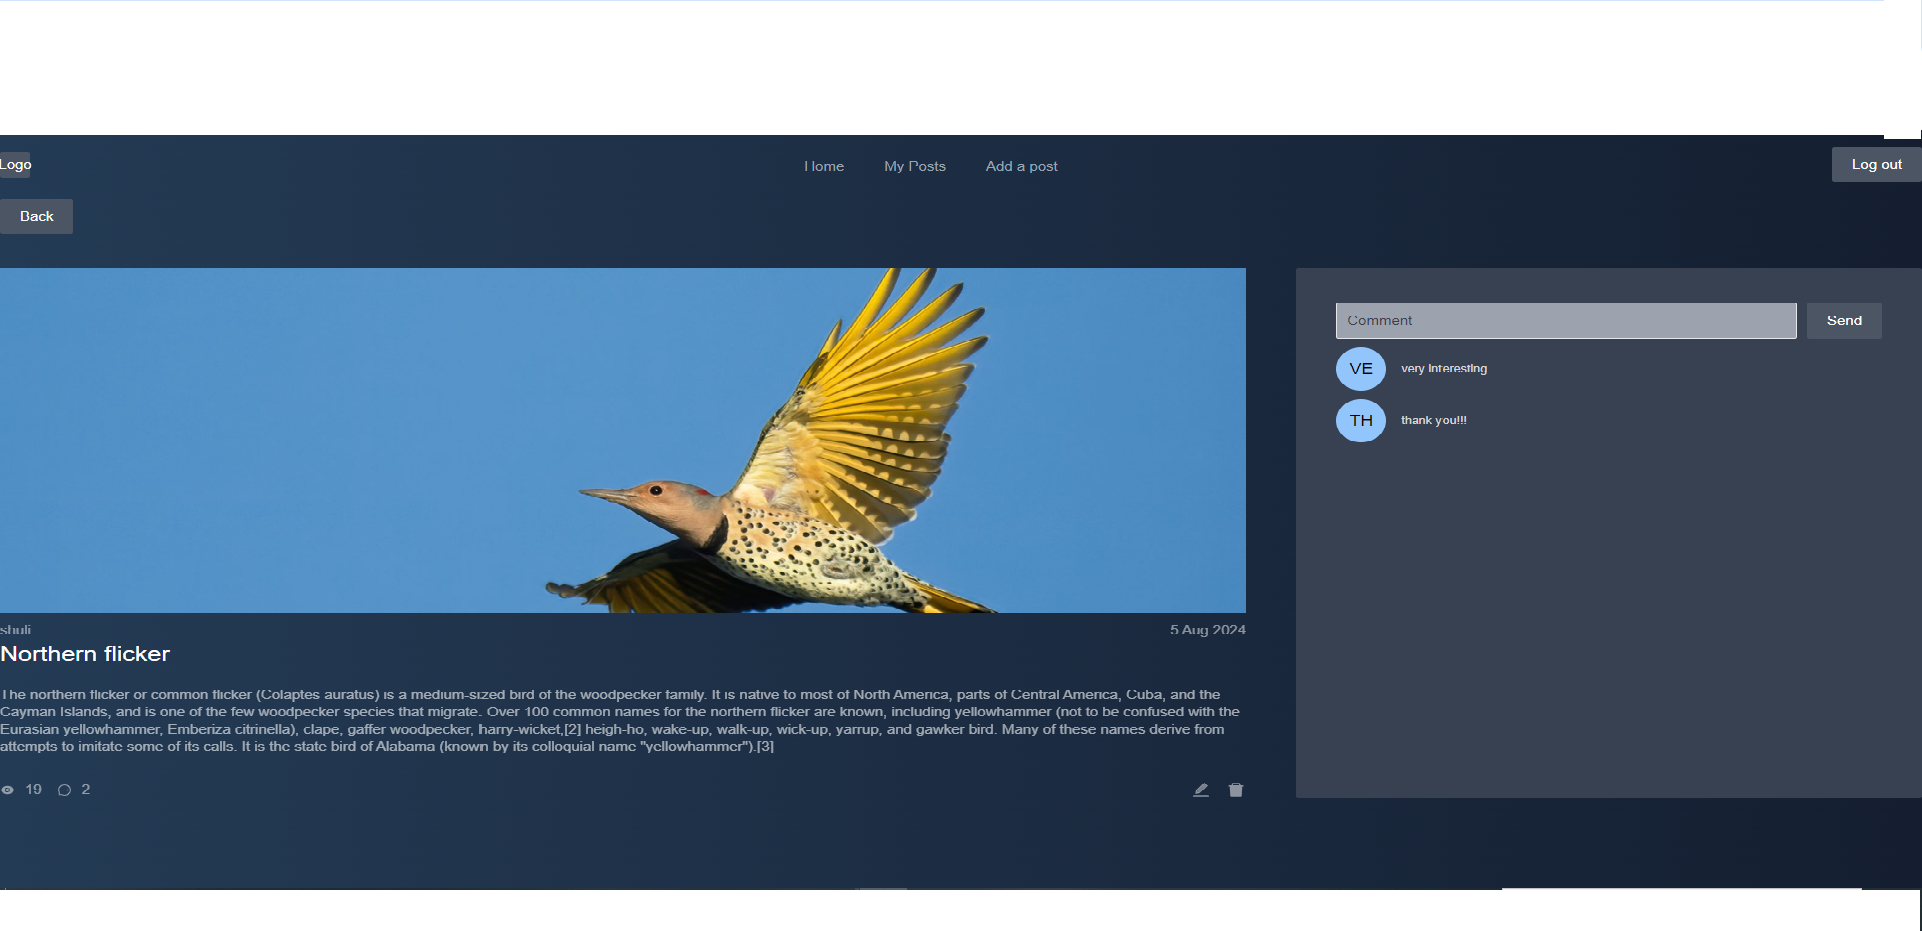 Logo
Home
My Posts
Add a post
Log out
Back
Comment
Send
VE
very interesting
TH
thank you!!!
shuli
5 Aug 2024
Northern flicker
The northern flicker or common flicker (Colaptes auratus) is a medium-sized bird of the woodpecker family. It is native to most of North America, parts of Central America, Cuba, and the
Cayman Islands, and is one of the few woodpecker species that migrate. Over 100 common names for the northern flicker are known, including yellowhammer (not to be confused with the
Eurasian yellowhammer, Emberiza citrinella), clape, gaffer woodpecker, harry-wicket,[2] heigh-ho, wake-up, walk-up, wick-up, yarrup, and gawker bird. Many of these names derive from
attempts to imitate some of its calls. It is the state bird of Alabama (known by its colloquial name "yellowhammer").[3]
19
2